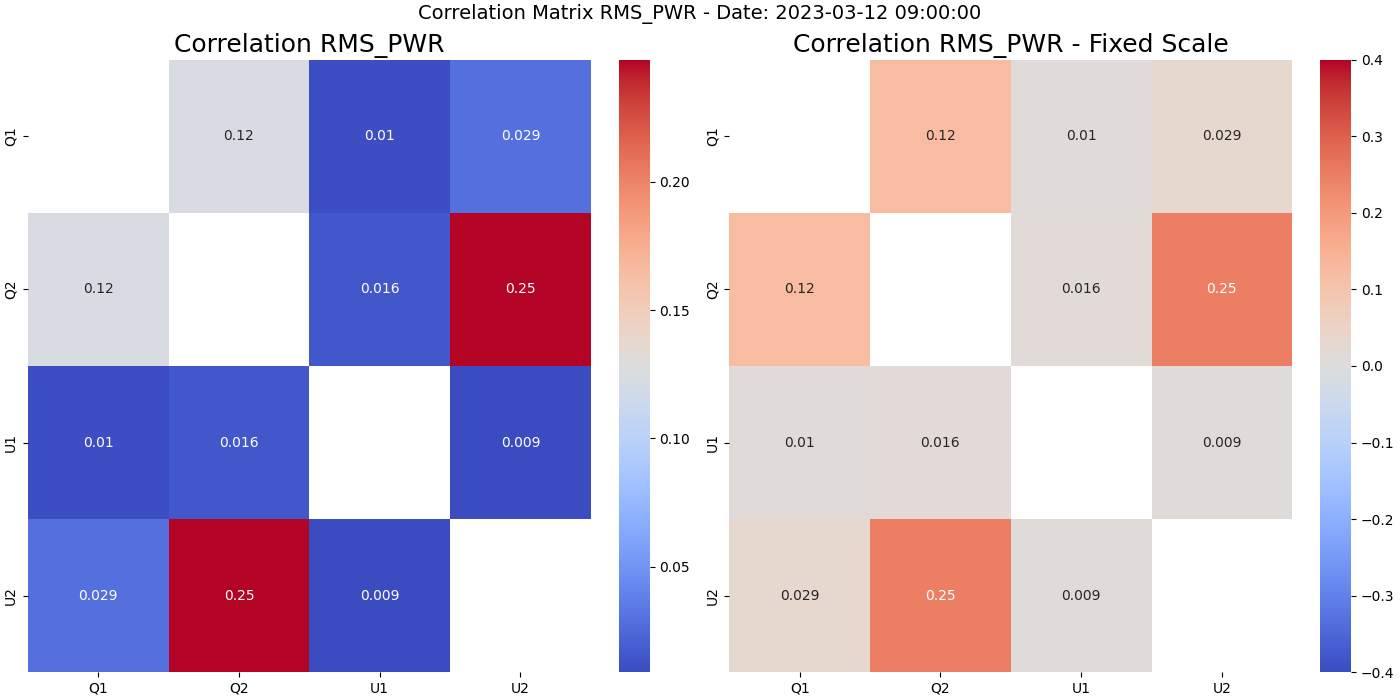 Correlation Matrix RMS_PWR - Date: 2023-03-12 09:00:00
Correlation RMS_PWR
Q1
0.12
0.01
0.029
Q2
0.12
0.016
0.25
U1
0.01
0.016
0.009
U2
0.029
0.25
0.009
Q1
Q2
U1
U2
0.20
0.15
0.10
0.05
Correlation RMS_PWR - Fixed Scale
Q1
0.12
0.01
0.029
Q2
0.12
0.016
0.25
U1
0.01
0.016
0.009
U2
0.029
0.25
0.009
Q1
Q2
U1
U2
0.4
0.3
0.2
0.1
0.0
−0.1
−0.2
−0.3
−0.4